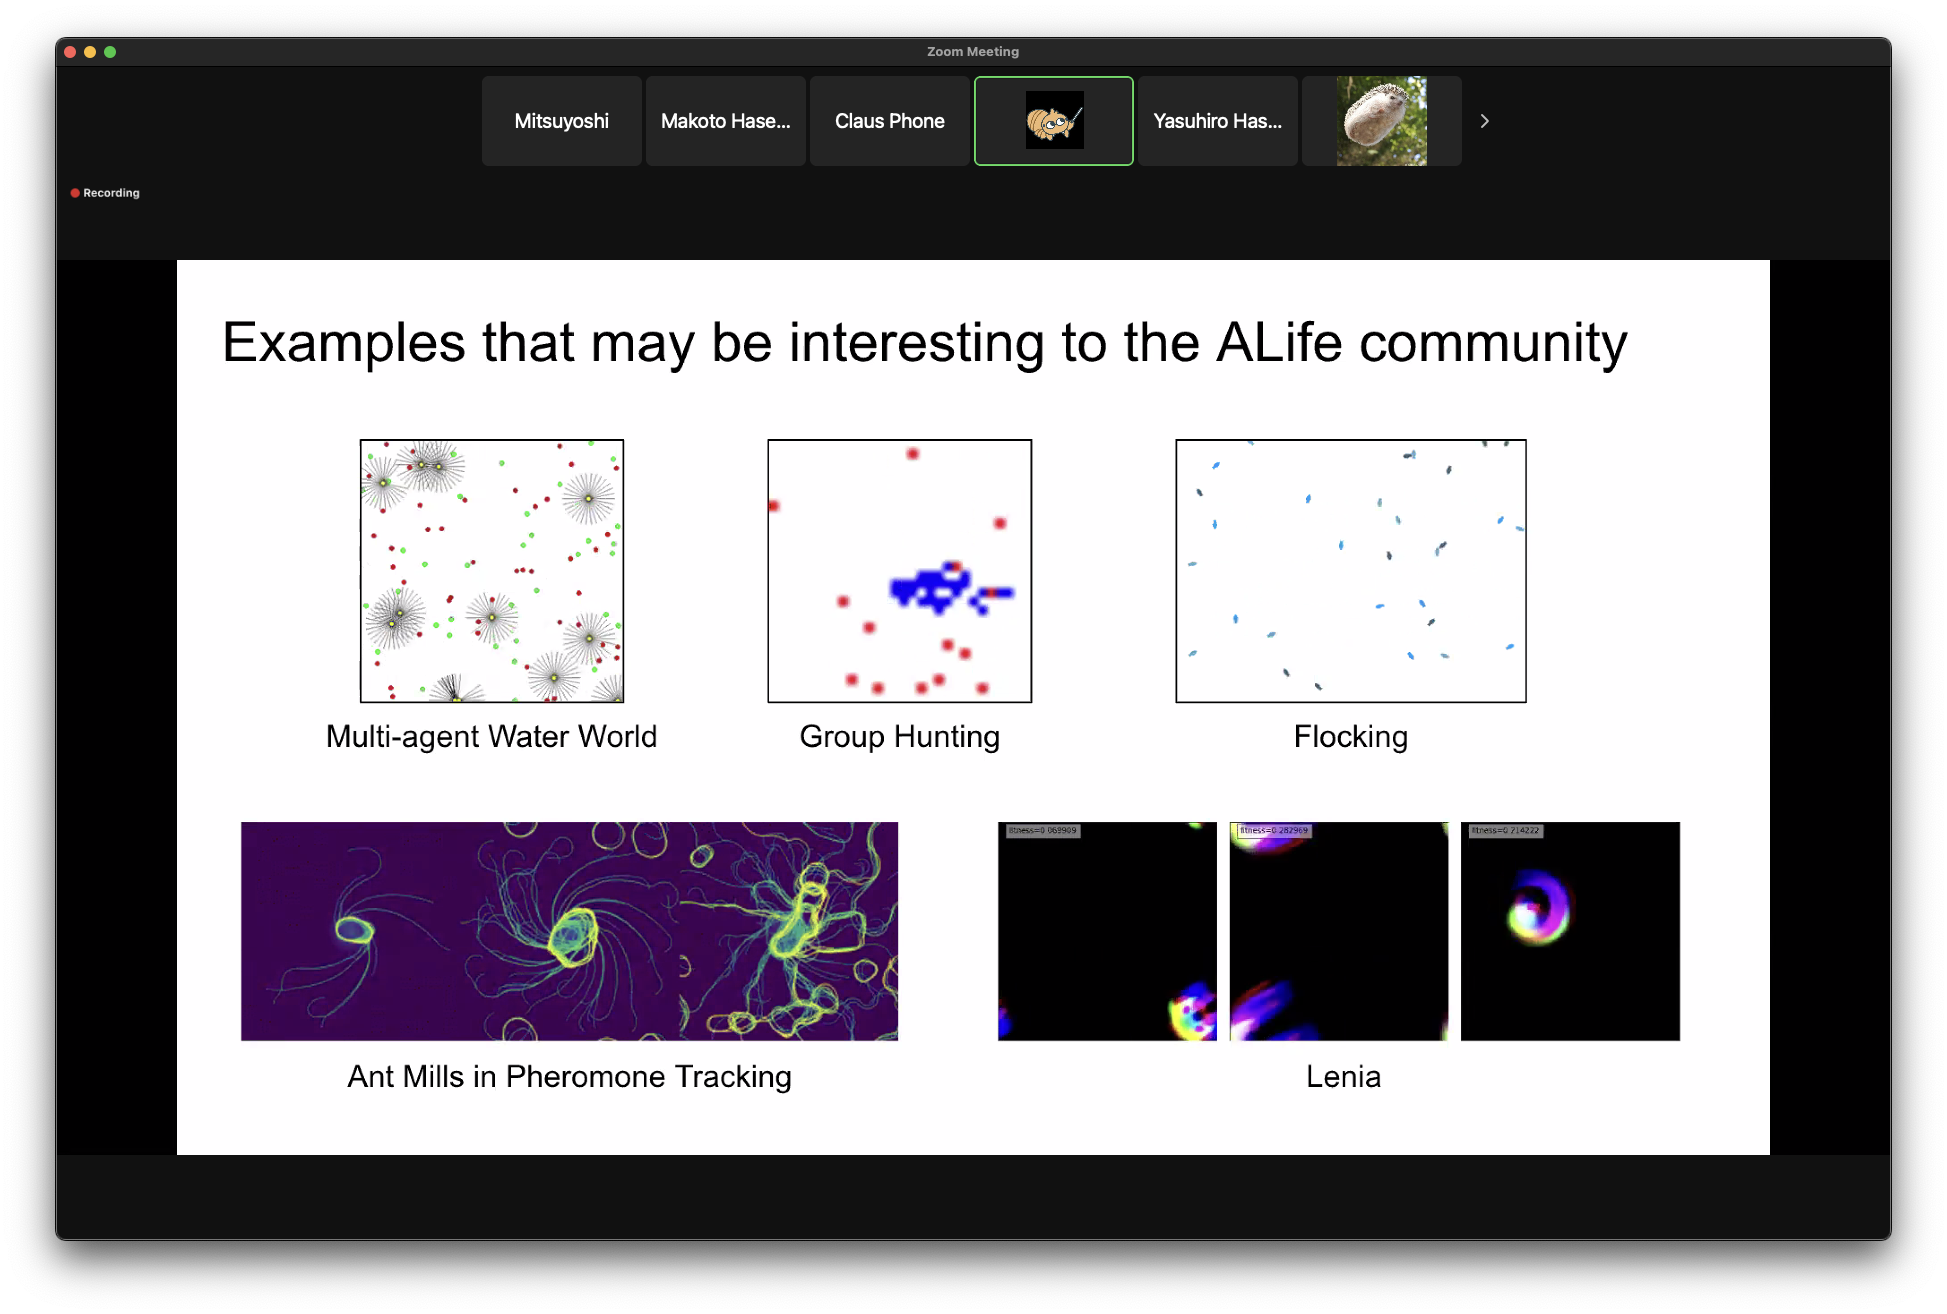 Zoom Meeting
Mitsuyoshi
Makoto Hase...
Claus Phone
Yasuhiro Has...
Recording
Examples that may be interesting to the ALife community
Multi-agent Water World
Group Hunting
Flocking
fitness=0.069909
fitness=0.282969
fitness=0.214222
Ant Mills in Pheromone Tracking
Lenia